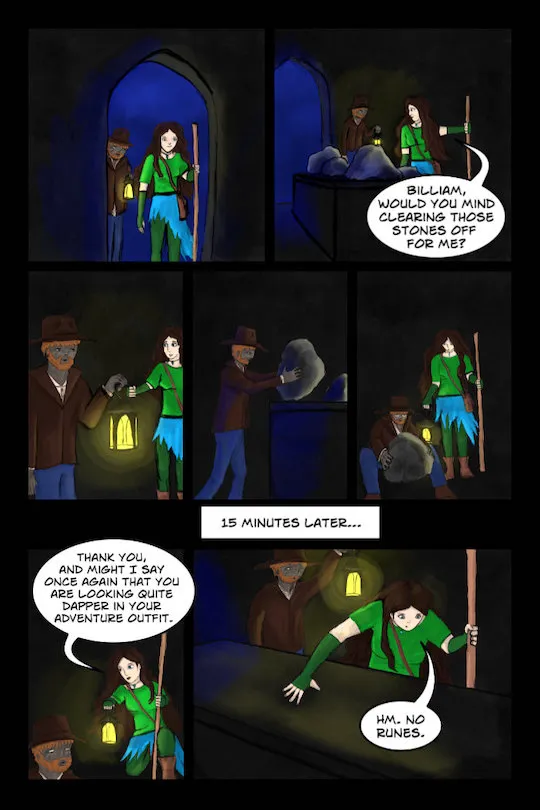 BILLIAM,
WOULD YOU MIND
CLEARING THOSE
STONES OFF
FOR ME?
15 MINUTES LATER...
THANK YOU,
AND MIGHT I SAY
ONCE AGAIN THAT YOU
ARE LOOKING QUITE
DAPPER IN YOUR
ADVENTURE OUTFIT.
HM. NO
RUNES.